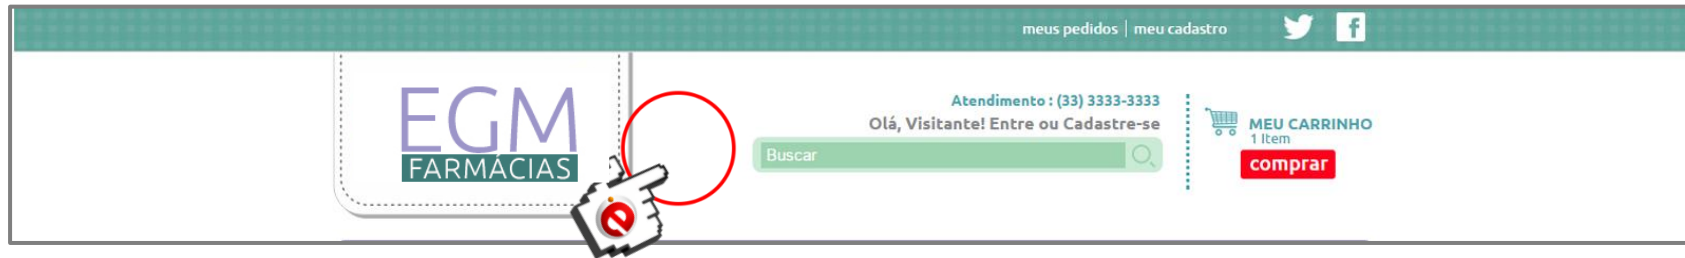 meus pedidos | meu cadastro
EGM
FARMÁCIAS
Atendimento : (33) 3333-3333
Olá, Visitante! Entre ou Cadastre-se
Buscar
MEU CARRINHO
1 Item
comprar